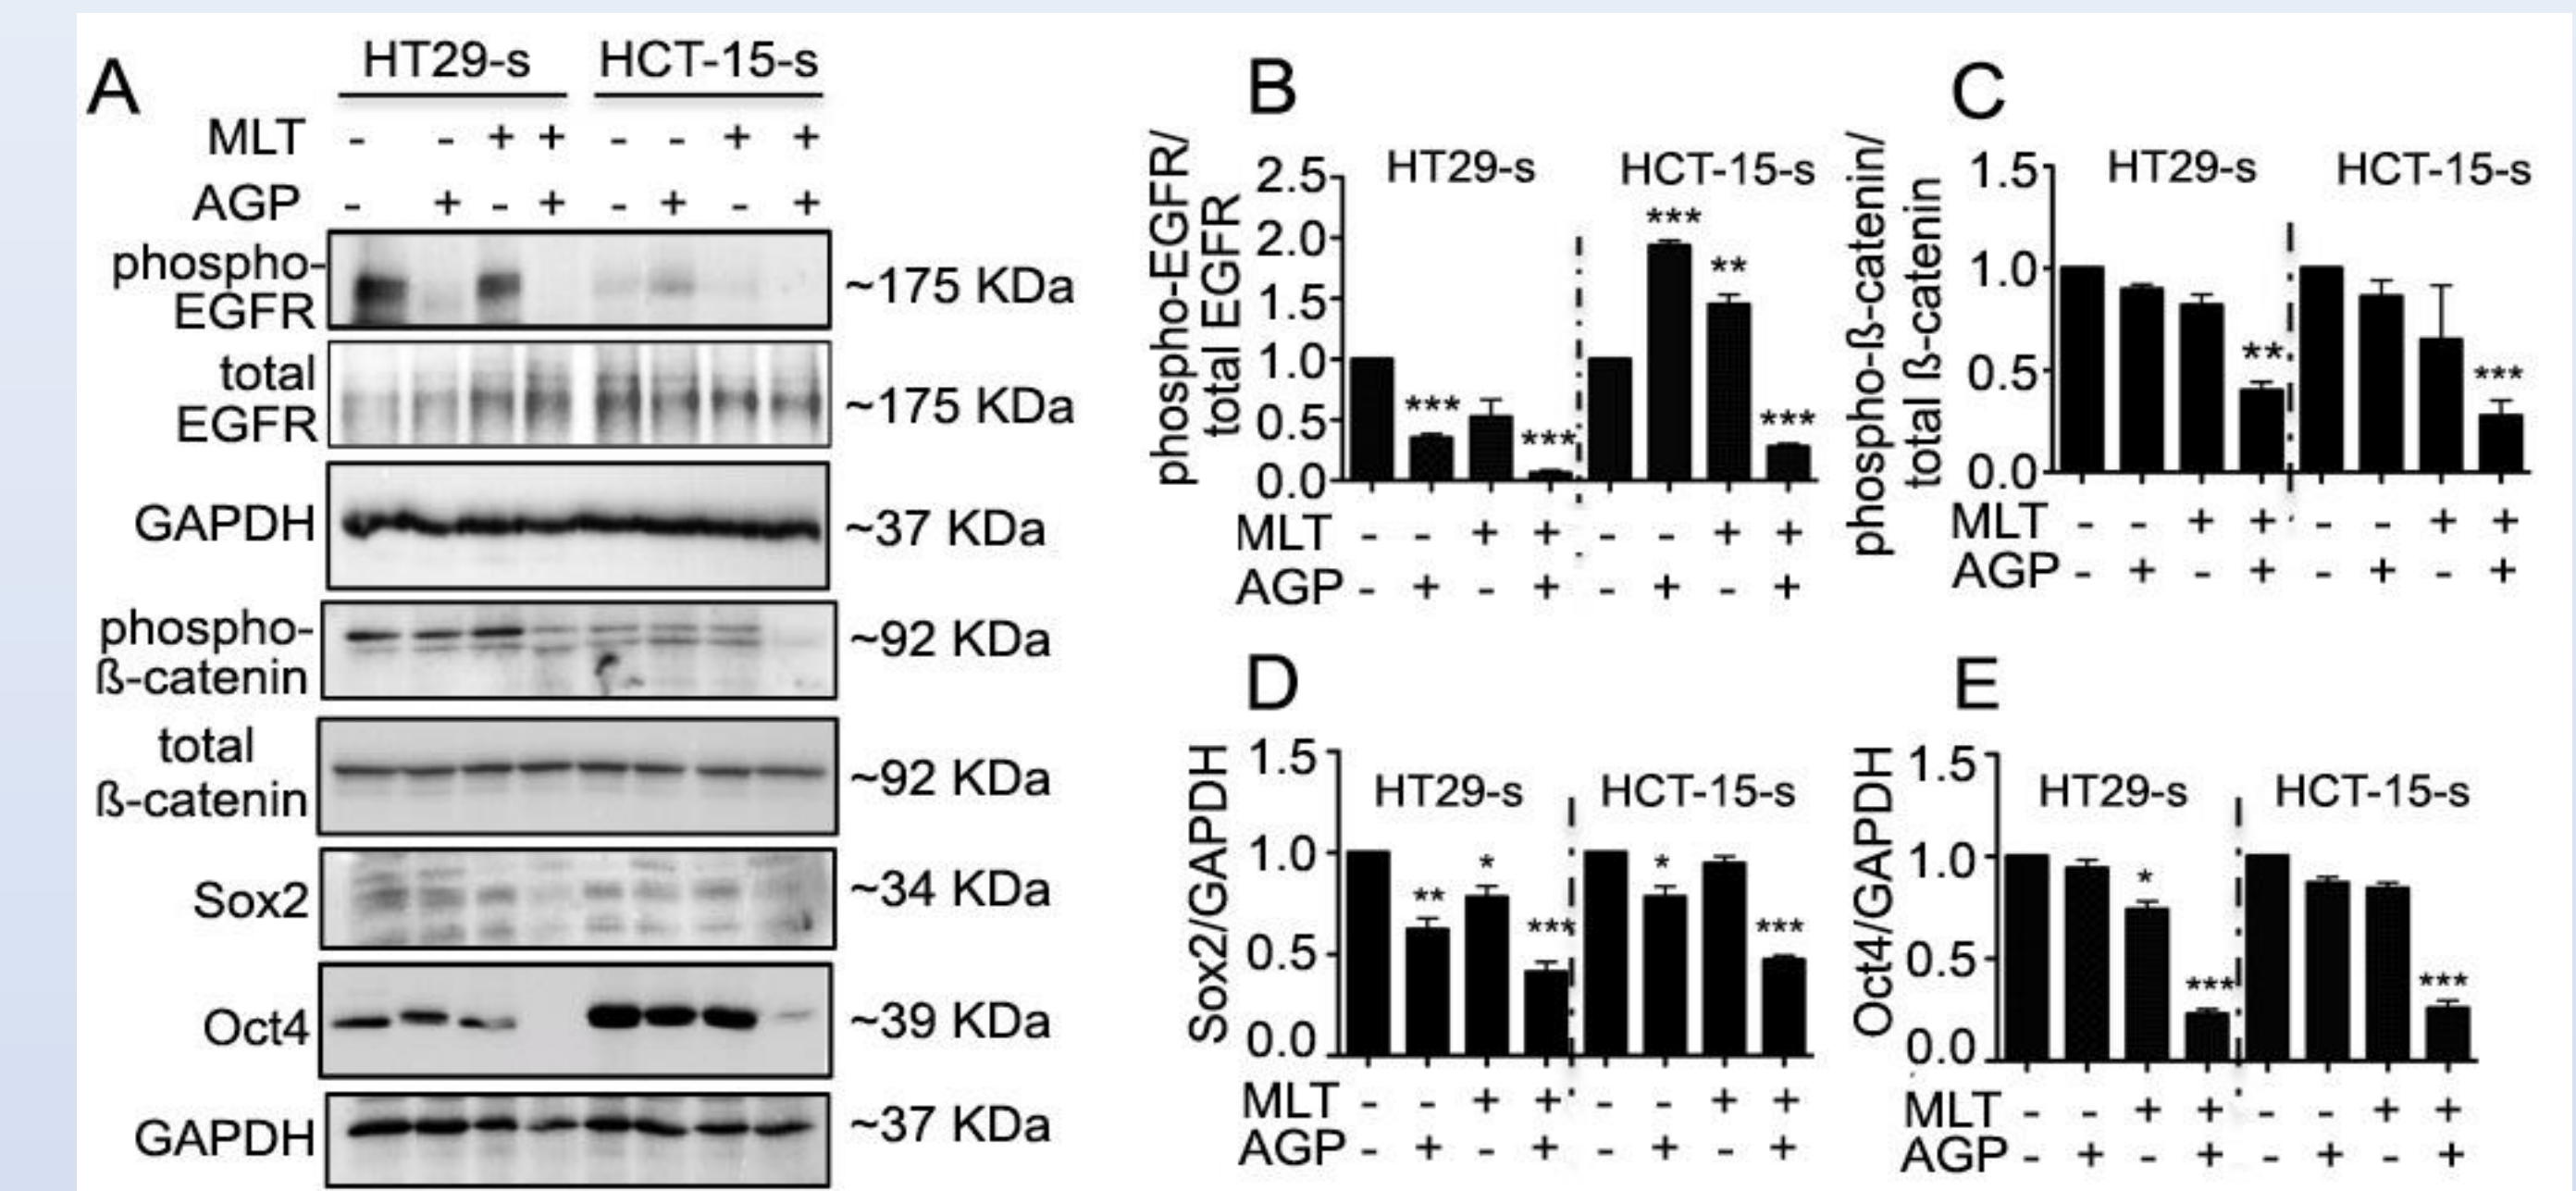 A
HT29-s HCT-15-s
MLT - - + + - - + +
AGP - + - + - + - +
phospho-
EGFR
~175 KDa
total
EGFR
~175 KDa
GAPDH
~37 KDa
phospho-
ß-catenin
~92 KDa
total
ß-catenin
~92 KDa
Sox2
~34 KDa
Oct4
~39 KDa
GAPDH
~37 KDa
B
phospho-EGFR/
total EGFR
HT29-s HCT-15-s
2.5
2.0
1.5
1.0
0.5
0.0
*** *** *** ** ***
MLT - - + + - - + +
AGP - + - + - + - +
C
phospho-ß-catenin/
total ß-catenin
HT29-s HCT-15-s
1.5
1.0
0.5
0.0
** ***
MLT - - + + - - + +
AGP - + - + - + - +
D
Sox2/GAPDH
HT29-s HCT-15-s
1.5
1.0
0.5
0.0
** * *** * ***
MLT - - + + - - + +
AGP - + - + - + - +
E
Oct4/GAPDH
HT29-s HCT-15-s
1.5
1.0
0.5
0.0
* *** ***
MLT - - + + - - + +
AGP - + - + - + - +